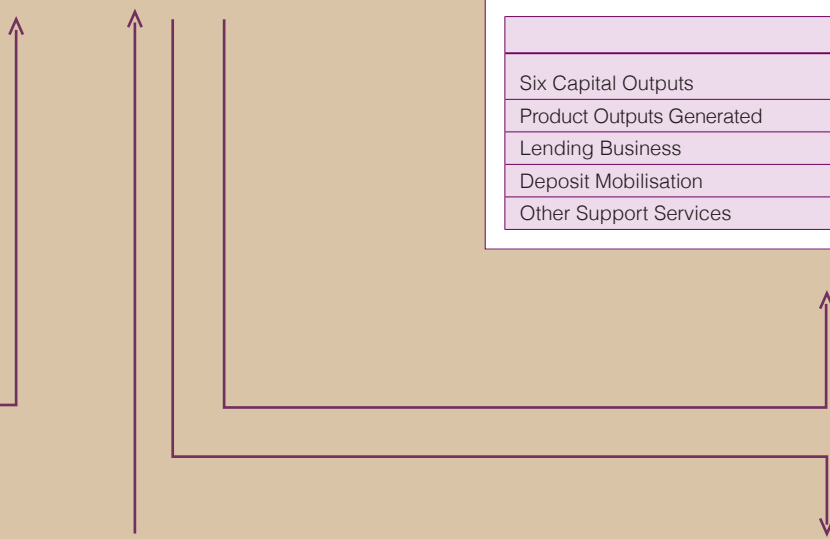 Six Capital Outputs
Product Outputs Generated
Lending Business
Deposit Mobilisation
Other Support Services